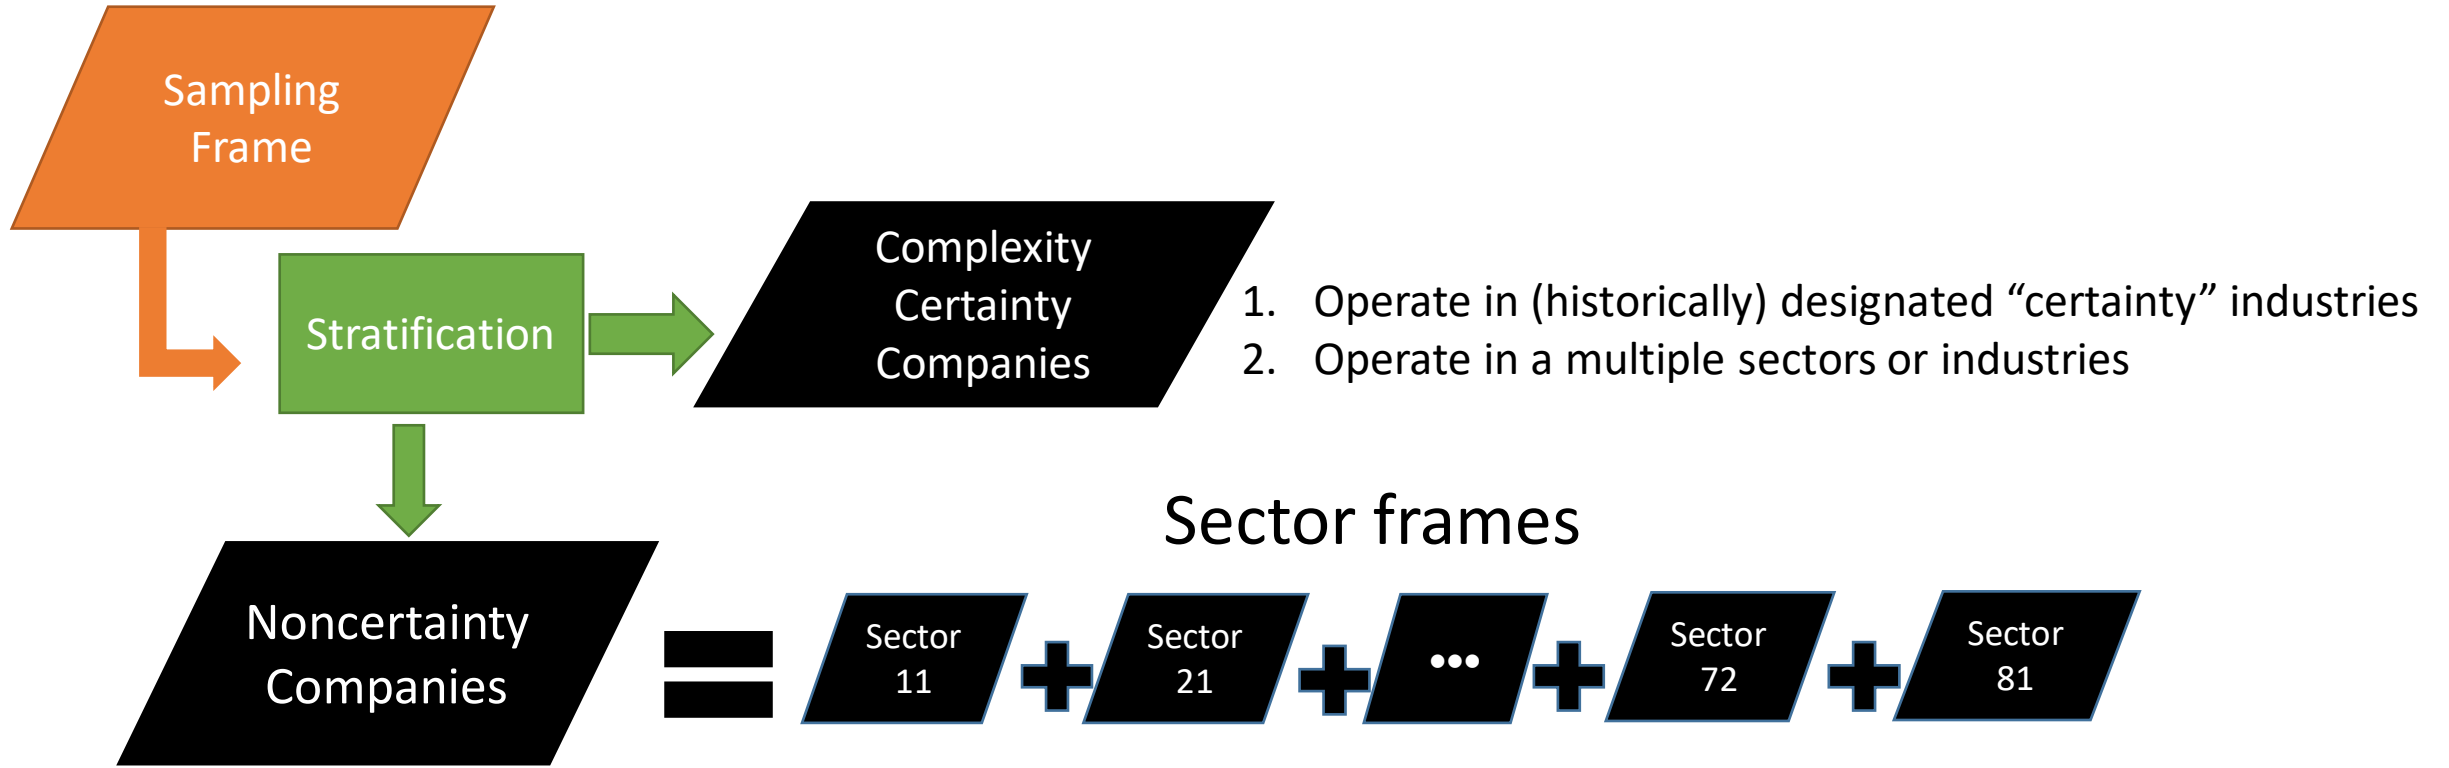 Sampling
Frame
Stratification
Complexity
Certainty
Companies
1. Operate in (historically) designated “certainty” industries
2. Operate in a multiple sectors or industries
Sector frames
Noncertainty
Companies
Sector
11
Sector
21
•••
Sector
72
Sector
81